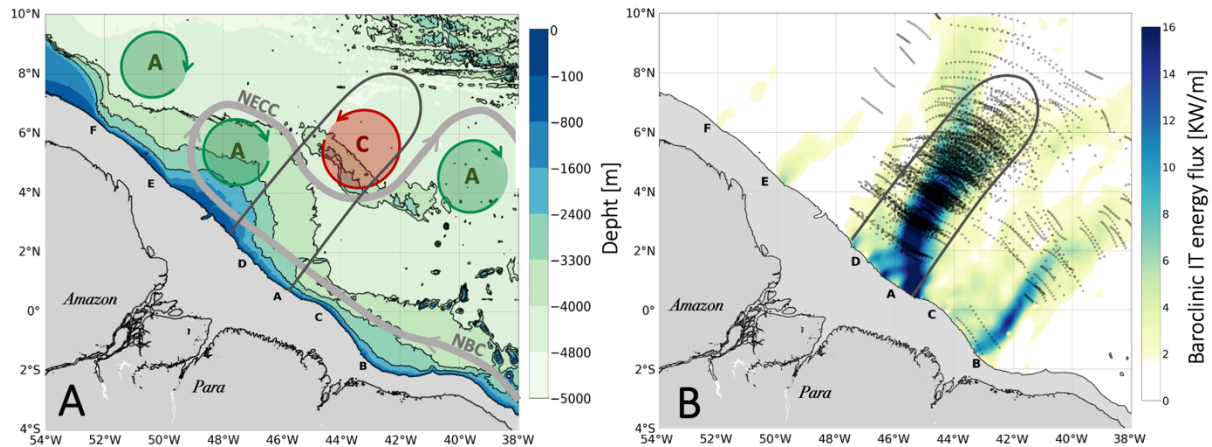 10°N
8°N
6°N
4°N
2°N
0°
2°S
4°S
54°W 52°W 50°W 48°W 46°W 44°W 42°W 40°W 38°W
A
A
C
A
NECC
NBC
F
E
D
A
C
B
Amazon
Para
A
0
-100
-800
-1600
-2400
-3300
-4000
-4800
-5000
Depht [m]
10°N
8°N
6°N
4°N
2°N
0°
2°S
4°S
54°W 52°W 50°W 48°W 46°W 44°W 42°W 40°W 38°W
F
E
D
A
C
B
Amazon
Para
B
16
14
12
10
8
6
4
2
0
Baroclinic IT energy flux [KW/m]